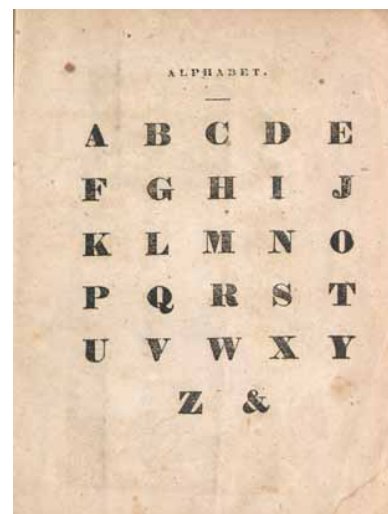 ALPHABET.
A B C D E
F G H I J
K L M N O
P Q R S T
U V W X Y
Z &